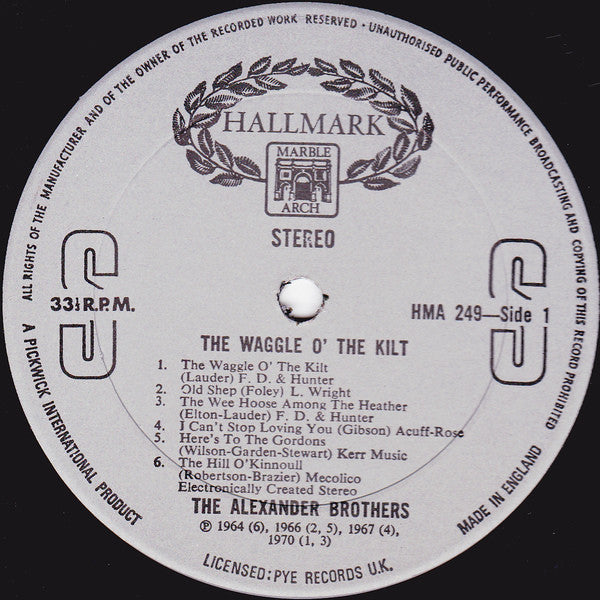 ALL RIGHTS OF THE MANUFACTURER AND OF THE OWNER OF THE RECORDED WORK RESERVED · UNAUTHORISED PUBLIC PERFORMANCE BROADCASTING AND COPYING OF THIS RECORD PROHIBITED
HALLMARK
MARBLE
ARCH
STEREO
33⅓ R.P.M.
HMA 249—Side 1
THE WAGGLE O' THE KILT
1. The Waggle O' The Kilt
(Lauder) F. D. & Hunter
2. Old Shep (Foley) L. Wright
3. The Wee Hoose Among The Heather
(Elton-Lauder) F. D. & Hunter
4. I Can't Stop Loving You (Gibson) Acuff-Rose
5. Here's To The Gordons
(Wilson-Garden-Stewart) Kerr Music
6. The Hill O'Kinnoull
(Robertson-Brazier) Mecolico
Electronically Created Stereo
THE ALEXANDER BROTHERS
℗ 1964 (6), 1966 (2, 5), 1967 (4),
1970 (1, 3)
A PICKWICK INTERNATIONAL PRODUCT
LICENSED: PYE RECORDS U.K.
MADE IN ENGLAND